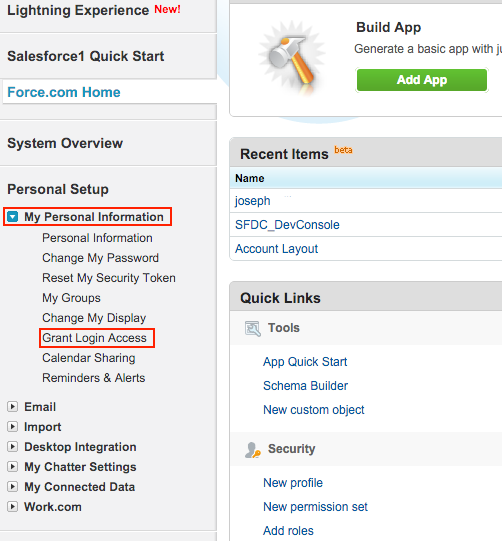 Lightning Experience New!
Salesforce1 Quick Start
Force.com Home
System Overview
Personal Setup
My Personal Information
Personal Information
Change My Password
Reset My Security Token
My Groups
Change My Display
Grant Login Access
Calendar Sharing
Reminders & Alerts
Email
Import
Desktop Integration
My Chatter Settings
My Connected Data
Work.com
Build App
Generate a basic app with ju
Add App
Recent Items beta
Name
joseph
SFDC_DevConsole
Account Layout
Quick Links
Tools
App Quick Start
Schema Builder
New custom object
Security
New profile
New permission set
Add roles